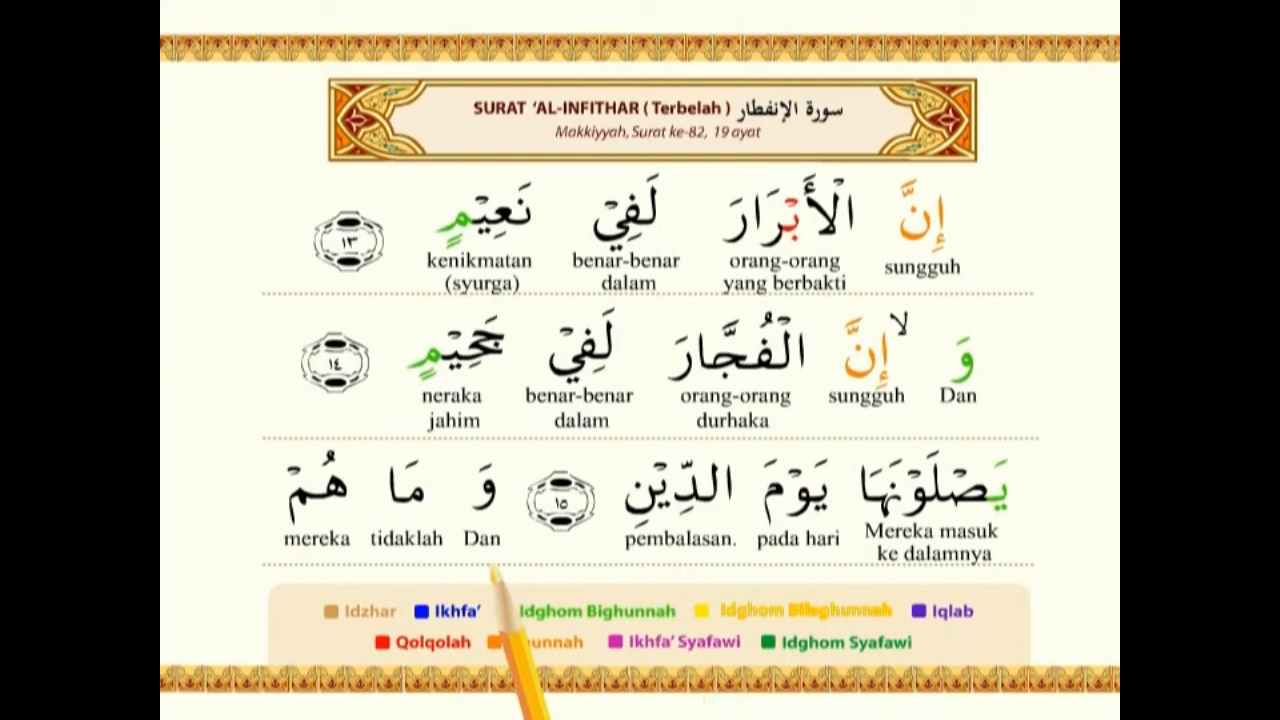 SURAT 'AL-INFITHAR ( Terbelah ) سورة الإنفطار
Makkiyyah, Surat ke-82, 19 ayat
إِنَّ الْأَبْرَارَ لَفِيْ نَعِيْمٍ ١٣
sungguh orang-orang yang berbakti benar-benar dalam kenikmatan (syurga)
وَ إِنَّ الْفُجَّارَ لَفِيْ جَحِيْمٍ ۙ ١٤
Dan sungguh orang-orang durhaka benar-benar dalam neraka jahim
يَصْلَوْنَهَا يَوْمَ الدِّيْنِ ١٥ وَ مَا هُمْ
Mereka masuk ke dalamnya pada hari pembalasan. Dan tidaklah mereka
Idzhar Ikhfa' Idghom Bighunnah Idghom Bilaghunnah Iqlab
Qolqolah Ikhfa' Syafawi Idghom Syafawi